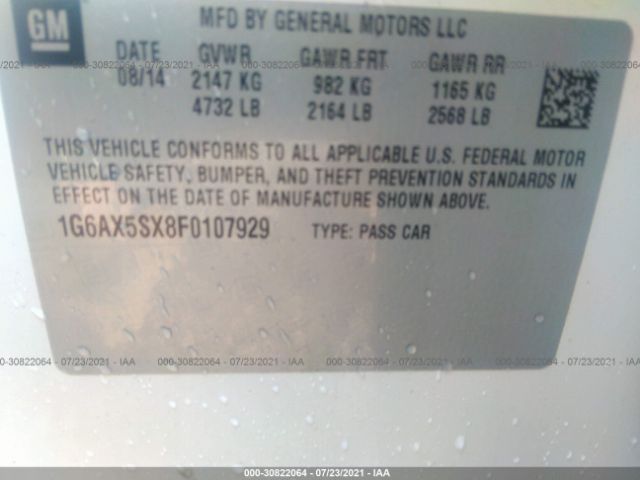 GM
MFD BY GENERAL MOTORS LLC
DATE GVWR GAWR FRT GAWR RR
08/14 2147 KG 982 KG 1165 KG
4732 LB 2164 LB 2568 LB
THIS VEHICLE CONFORMS TO ALL APPLICABLE U.S. FEDERAL MOTOR
VEHICLE SAFETY, BUMPER, AND THEFT PREVENTION STANDARDS IN
EFFECT ON THE DATE OF MANUFACTURE SHOWN ABOVE.
1G6AX5SX8F0107929 TYPE: PASS CAR
000-30822064 - 07/23/2021 - IAA